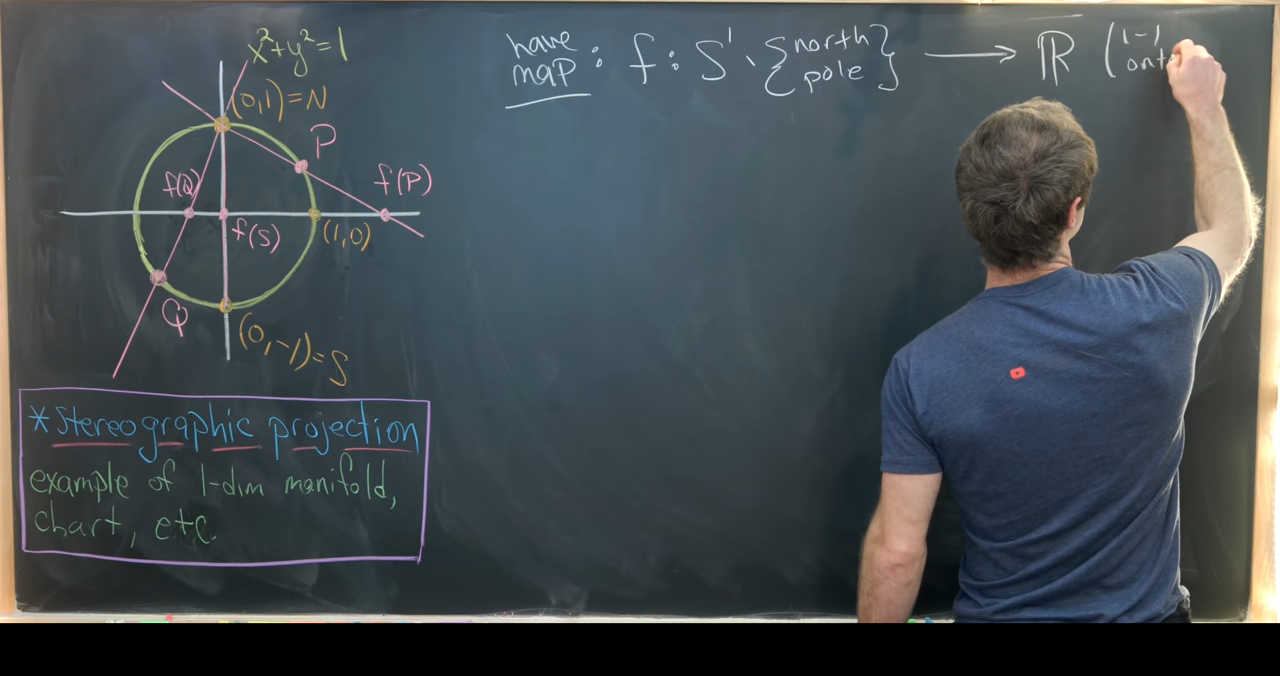 x²+y²=1
(0,1)=N
P
f(Q)
f(P)
f(S)
(1,0)
Q
(0,-1)=S
*Stereographic projection
example of 1-dim manifold,
chart, etc.
have map: f: S¹ \ {north pole} ⟶ ℝ (1-1